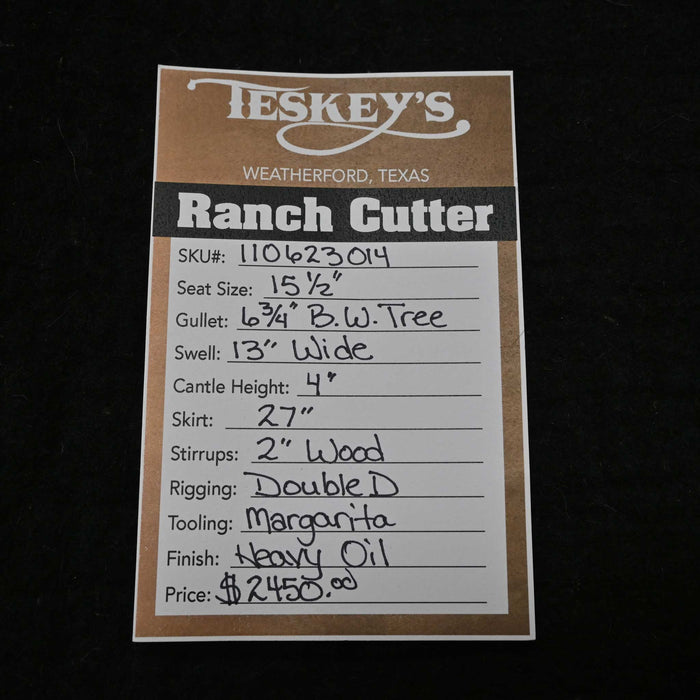 TESKEY'S
WEATHERFORD, TEXAS
Ranch Cutter
SKU#: 110623014
Seat Size: 15 1/2"
Gullet: 6 3/4" B.W. Tree
Swell: 13" Wide
Cantle Height: 4"
Skirt: 27"
Stirrups: 2" Wood
Rigging: Double D
Tooling: Margarita
Finish: Heavy Oil
Price: $2450.00